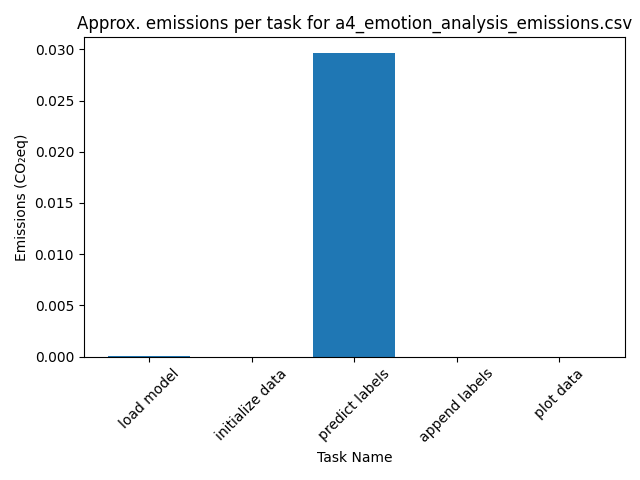 Approx. emissions per task for a4_emotion_analysis_emissions.csv
Emissions (CO₂eq)
0.030
0.025
0.020
0.015
0.010
0.005
0.000
load model
initialize data
predict labels
append labels
plot data
Task Name